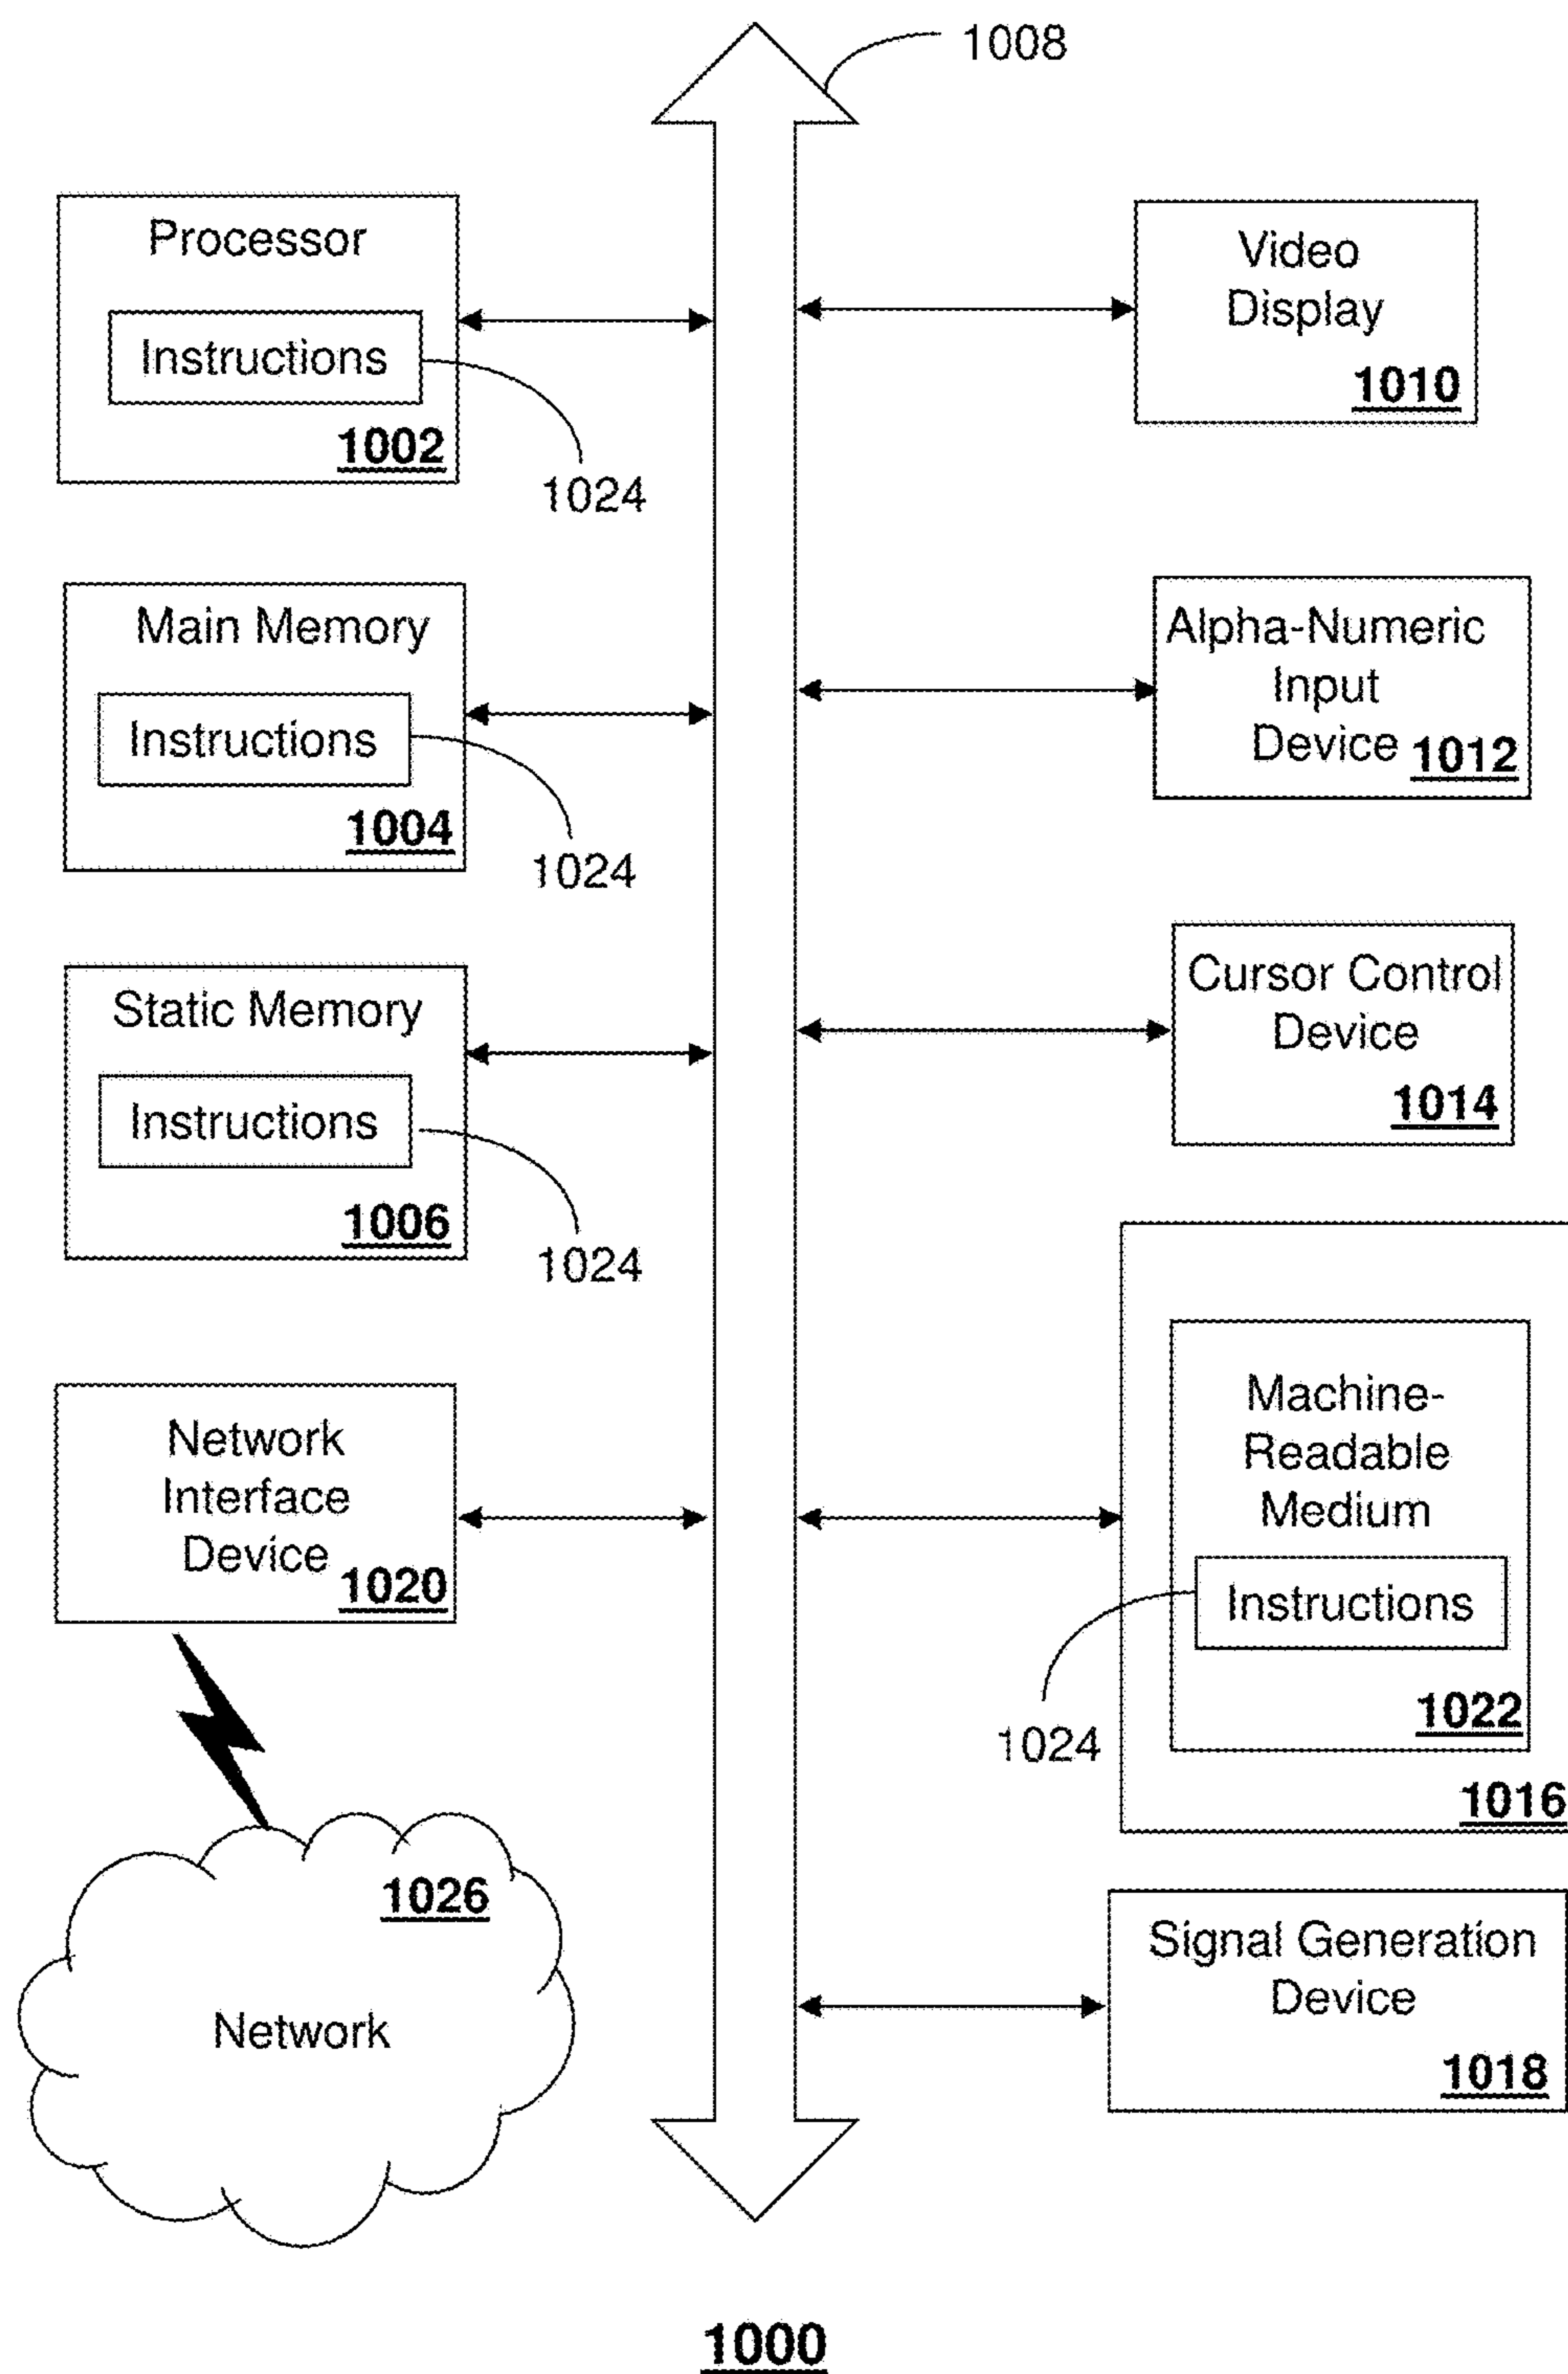 1008
Processor
Instructions
1002
1024
Main Memory
Instructions
1004
1024
Static Memory
Instructions
1006
1024
Network
Interface
Device
1020
1026
Network
Video
Display
1010
Alpha-Numeric
Input
Device
1012
Cursor Control
Device
1014
Machine-
Readable
Medium
Instructions
1024
1022
1016
Signal Generation
Device
1018
1000